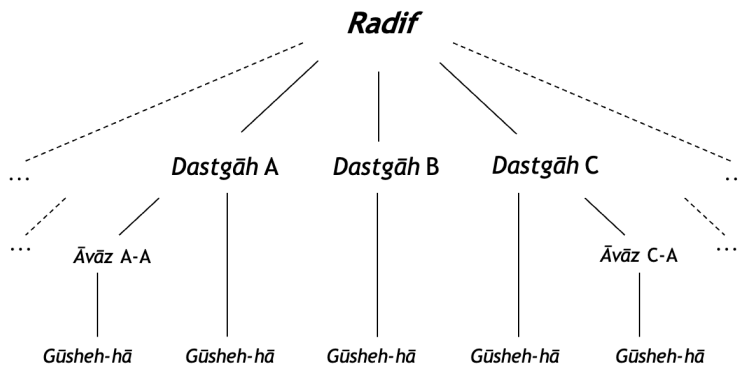 Radif
... Dastgāh A Dastgāh B Dastgāh C ..
... Āvāz A-A Āvāz C-A ...
Gūsheh-hā Gūsheh-hā Gūsheh-hā Gūsheh-hā Gūsheh-hā